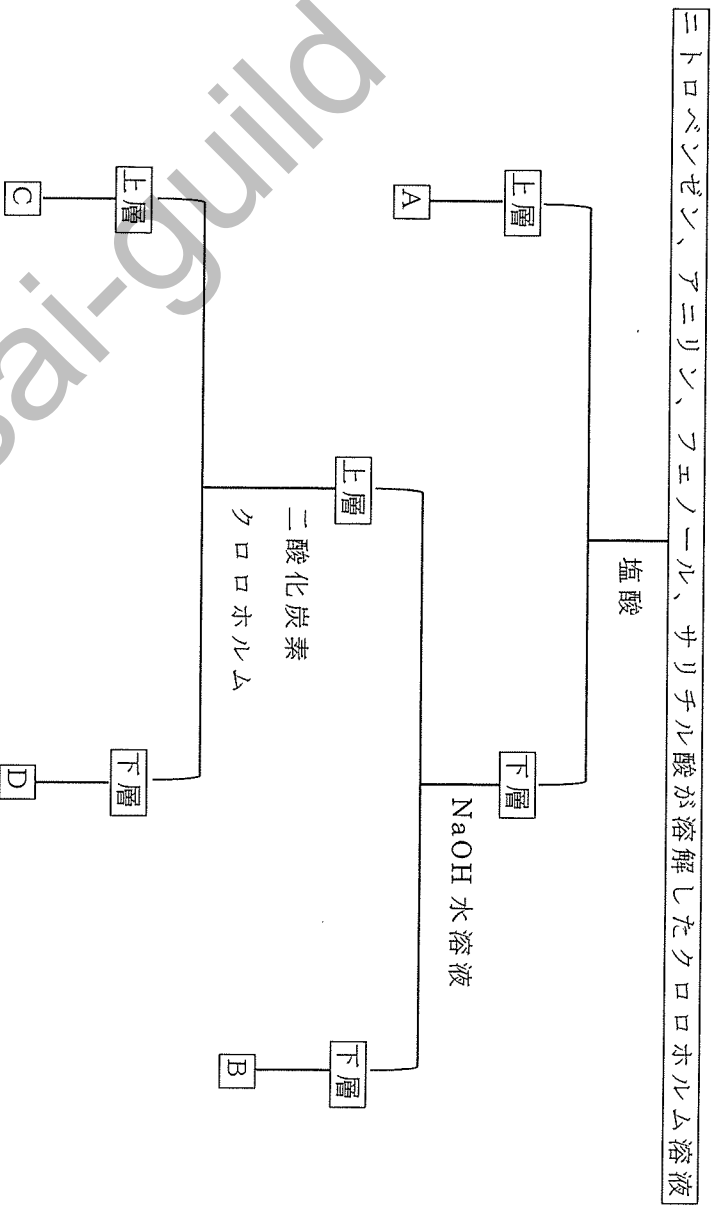 ニトロベンゼン、アニリン、フェノール、サリチル酸が溶解したクロロホルム溶液
塩酸
上層
下層
A
NaOH 水溶液
上層
下層
B
二酸化炭素
クロロホルム
上層
下層
C
D
sai-guild